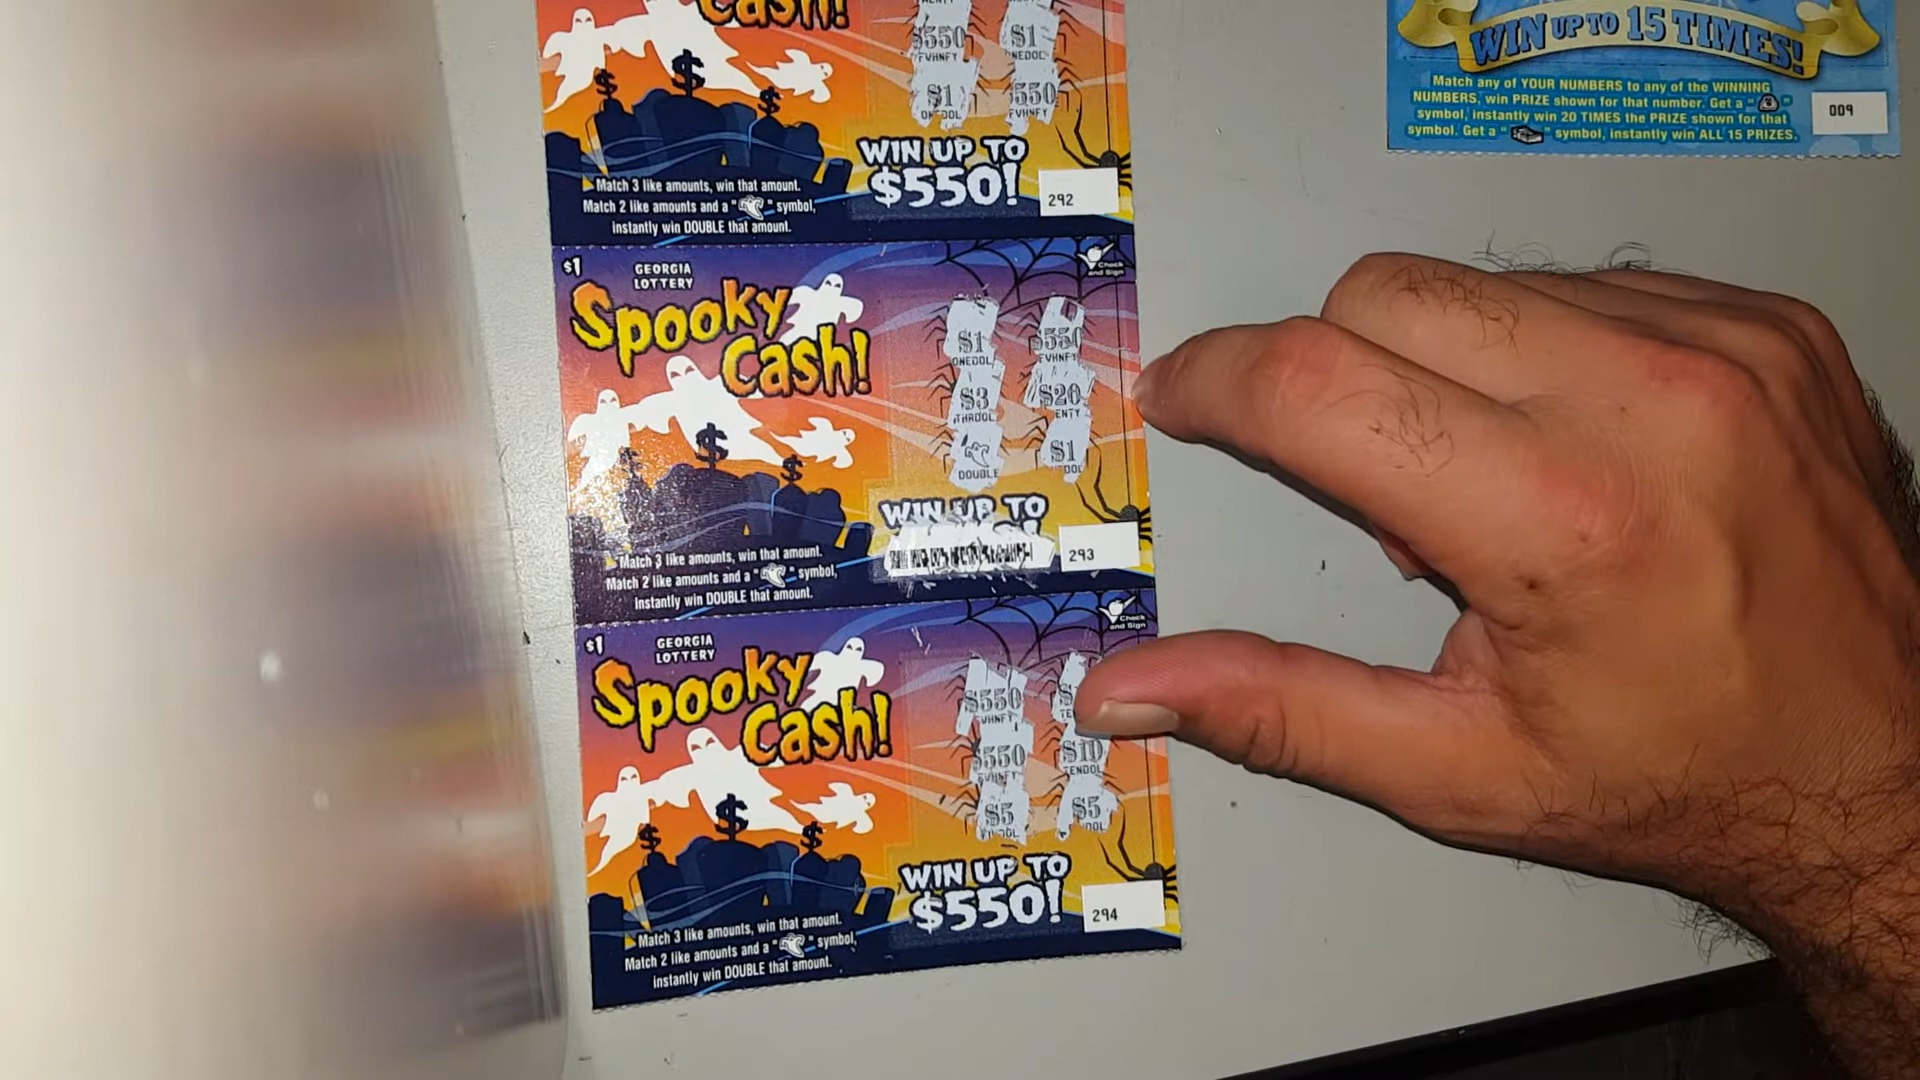 Cash!
$550
FVHNFY
$1
NEDOL
$1
550
FVHNFY
WIN UP TO
$550!
292
Match 3 like amounts, win that amount.
Match 2 like amounts and a " " symbol,
instantly win DOUBLE that amount.
WIN UP TO 15 TIMES!
Match any of YOUR NUMBERS to any of the WINNING
NUMBERS, win PRIZE shown for that number. Get a " "
symbol, instantly win 20 TIMES the PRIZE shown for that
symbol. Get a " " symbol, instantly win ALL 15 PRIZES.
009
$1
GEORGIA
LOTTERY
Spooky
Cash!
Check
and Sign
$1
ONEDOL
$550
FVHNFY
$3
THRDOL
$20
ENTY
DOUBLE
$1
DOL
WIN UP TO
293
Match 3 like amounts, win that amount.
Match 2 like amounts and a " " symbol,
instantly win DOUBLE that amount.
$1
GEORGIA
LOTTERY
Spooky
Cash!
Check
and Sign
$550
VHNFY
TE
$550
FVHNFY
$10
TENDOL
$5
$5
DOL
WIN UP TO
$550!
294
Match 3 like amounts, win that amount.
Match 2 like amounts and a " " symbol,
instantly win DOUBLE that amount.